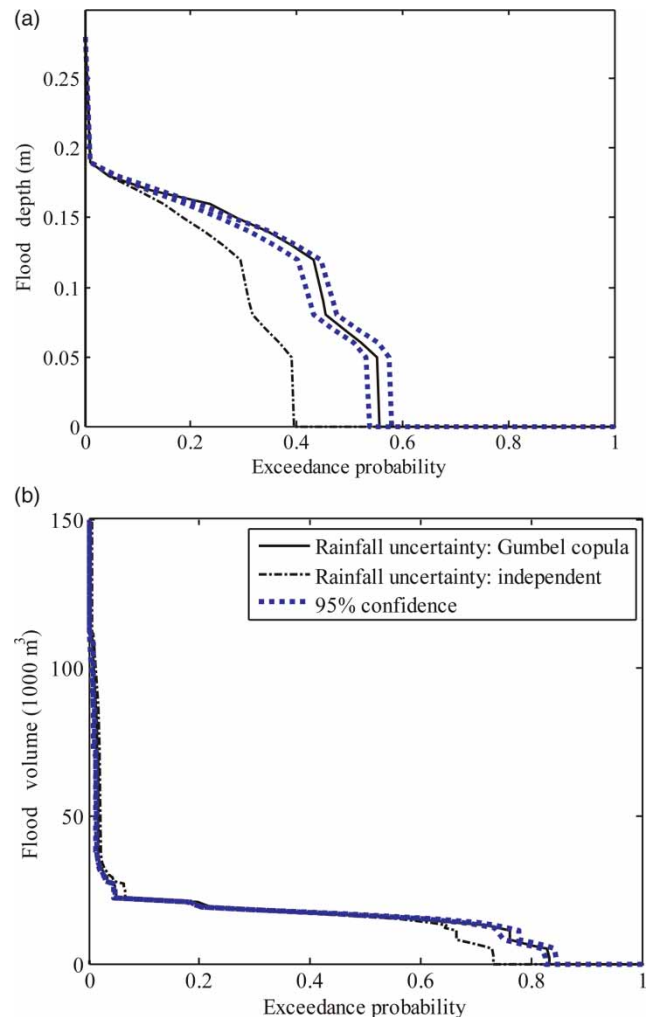 (a)
0.25
0.2
0.15
0.1
0.05
0
Flood depth (m)
0 0.2 0.4 0.6 0.8 1
Exceedance probability
(b)
150
100
50
0
Flood volume (1000 m³)
Rainfall uncertainty: Gumbel copula
Rainfall uncertainty: independent
95% confidence
0 0.2 0.4 0.6 0.8 1
Exceedance probability